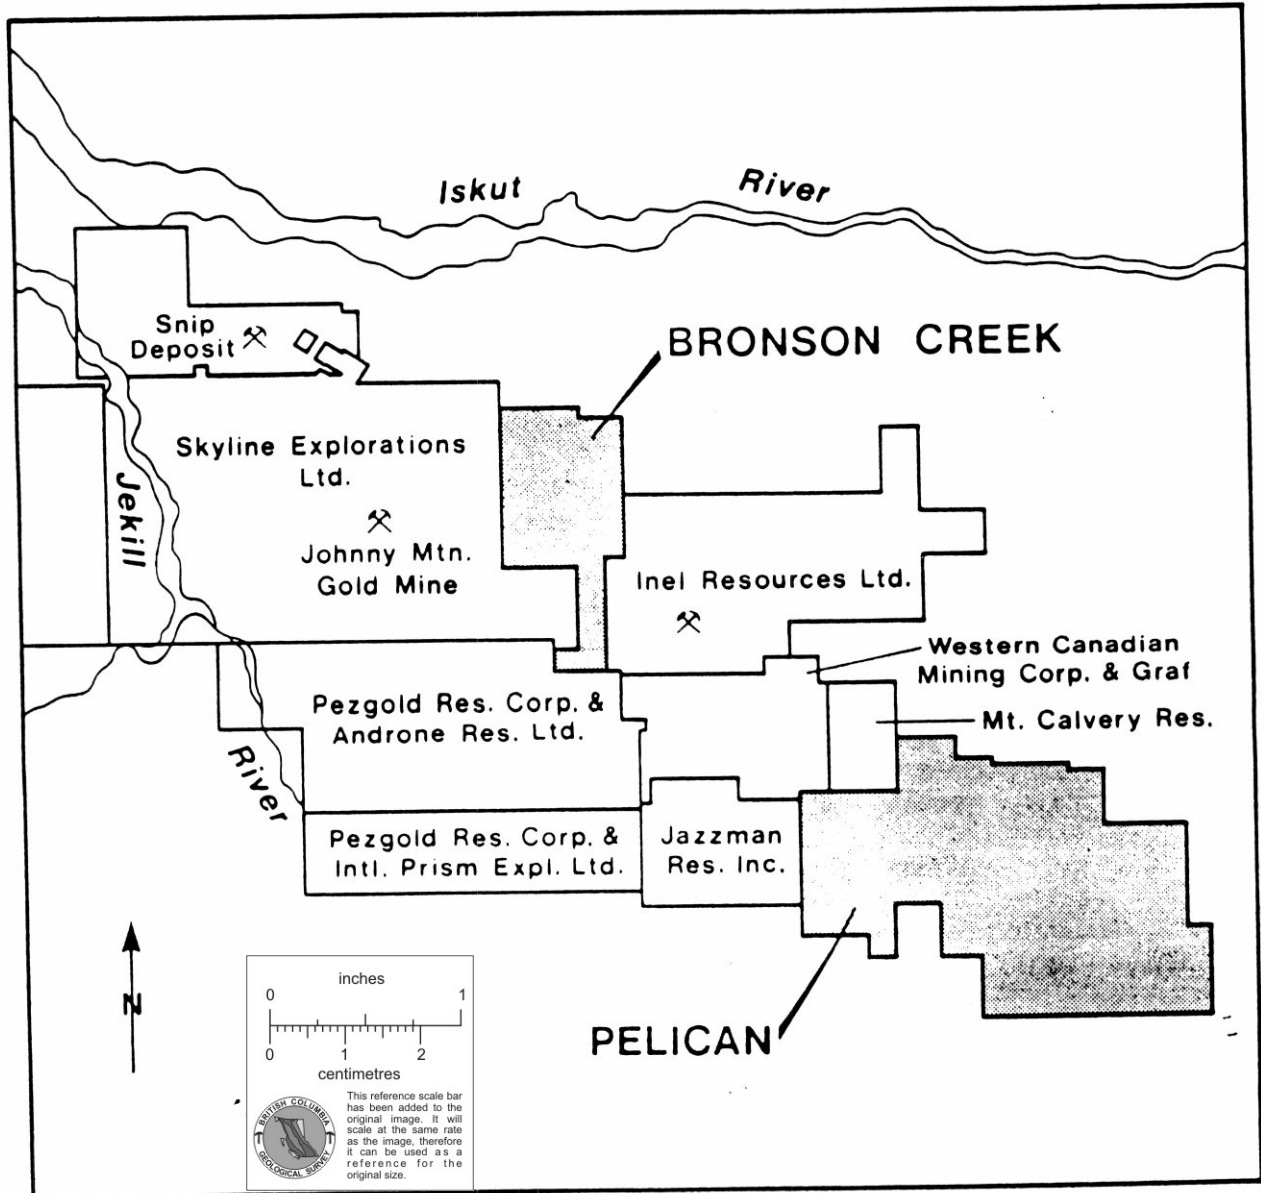 Iskut River
Snip
Deposit
BRONSON CREEK
Skyline Explorations
Ltd.
Jekill
River
Johnny Mtn.
Gold Mine
Inel Resources Ltd.
Western Canadian
Mining Corp. & Graf
Pezgold Res. Corp. &
Androne Res. Ltd.
Mt. Calvery Res.
Pezgold Res. Corp. &
Intl. Prism Expl. Ltd.
Jazzman
Res. Inc.
PELICAN
N
inches
0 1
0 1 2
centimetres
BRITISH COLUMBIA
GEOLOGICAL SURVEY
This reference scale bar
has been added to the
original image. It will
scale at the same rate
as the image, therefore
it can be used as a
reference for the
original size.